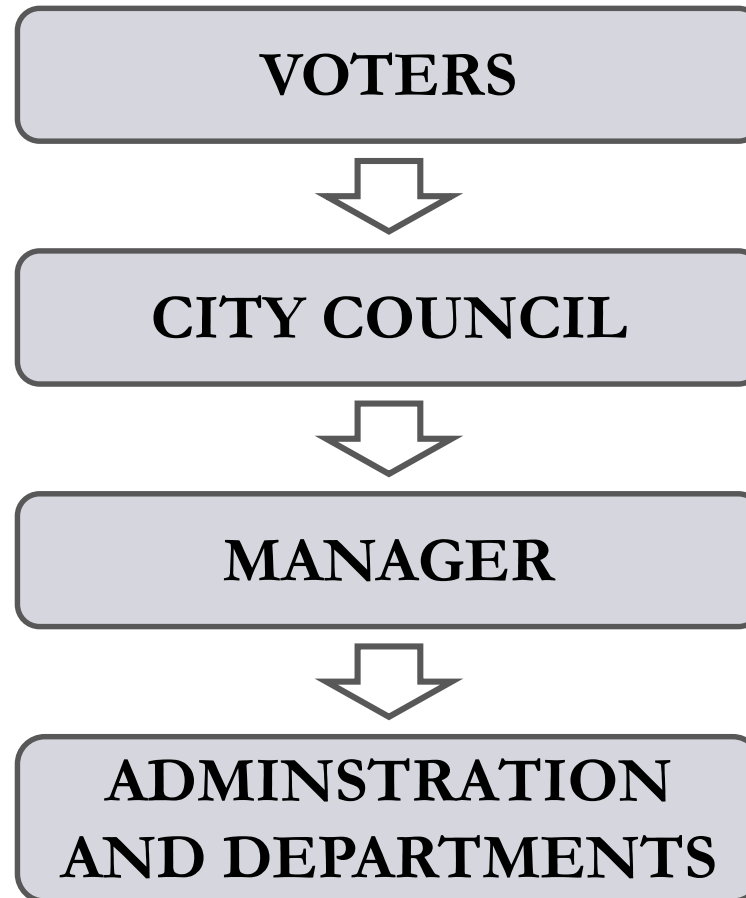 VOTERS
CITY COUNCIL
MANAGER
ADMINSTRATION
AND DEPARTMENTS